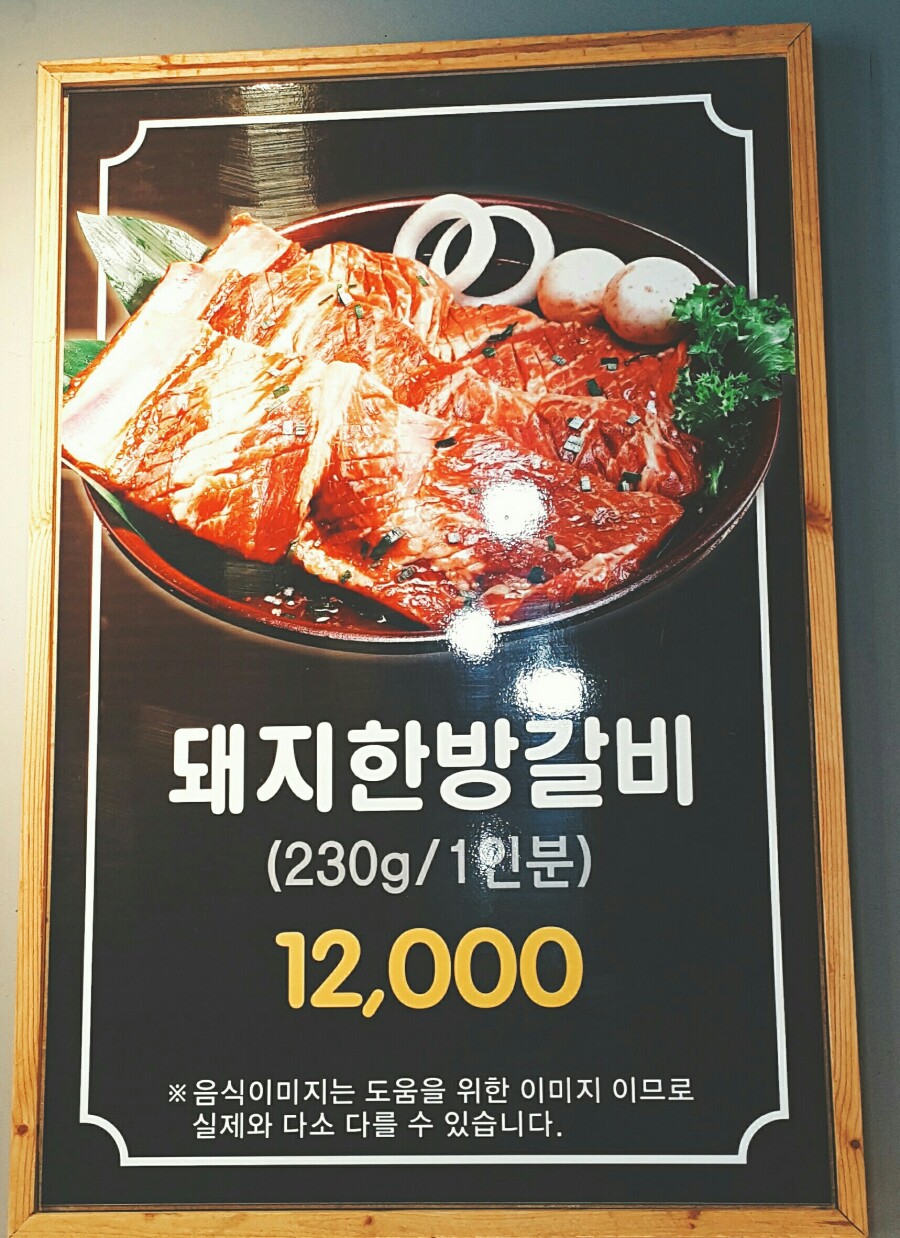 돼지한방갈비
(230g/1인분)
12,000
※음식이미지는 도움을 위한 이미지 이므로
실제와 다소 다를 수 있습니다.